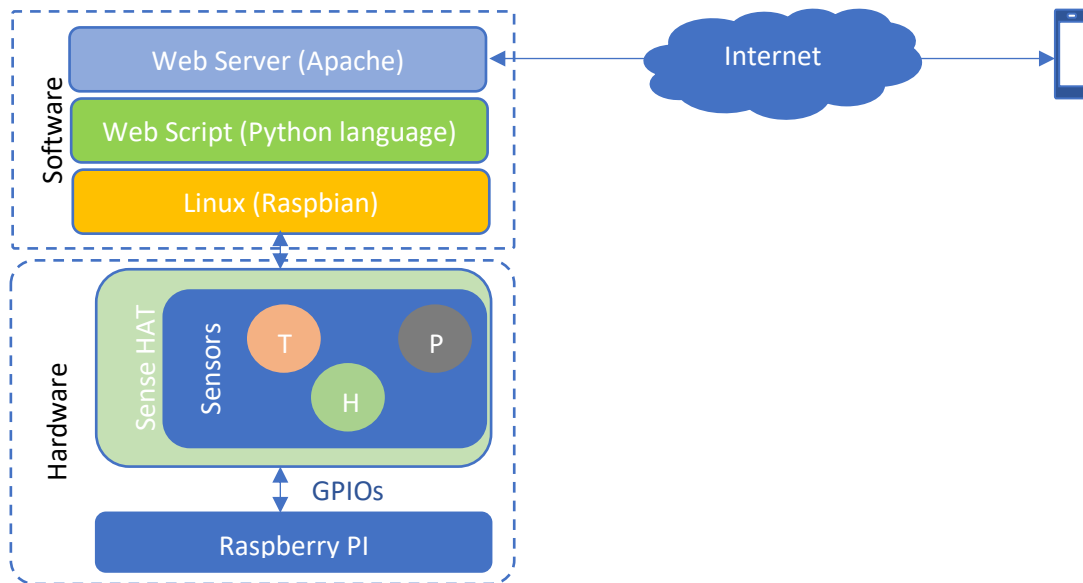 Software
Web Server (Apache)
Internet
Web Script (Python language)
Linux (Raspbian)
Hardware
Sense HAT
Sensors
T
P
H
GPIOs
Raspberry PI